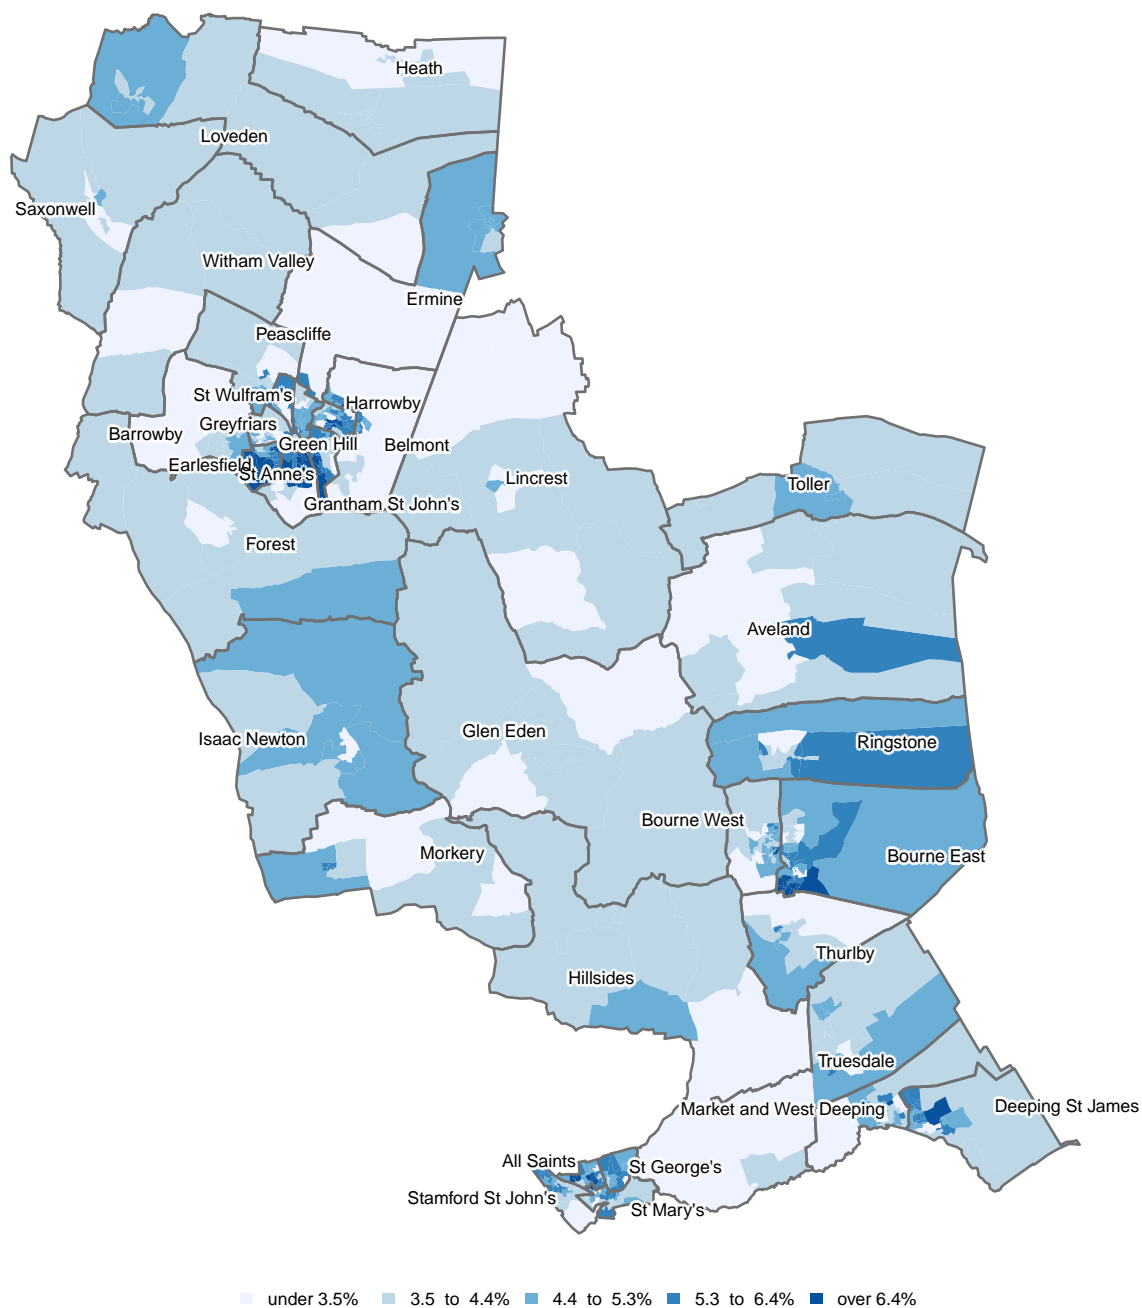 Heath
Loveden
Saxonwell
Witham Valley
Ermine
Peascliffe
St Wulfram's
Harrowby
Greyfriars
Barrowby
Green Hill
Belmont
Earlesfield
St Anne's
Lincrest
Toller
Grantham St John's
Forest
Aveland
Glen Eden
Isaac Newton
Ringstone
Bourne West
Morkery
Bourne East
Thurlby
Hillsides
Truesdale
Market and West Deeping
Deeping St James
All Saints
St George's
Stamford St John's
St Mary's
under 3.5% 3.5 to 4.4% 4.4 to 5.3% 5.3 to 6.4% over 6.4%